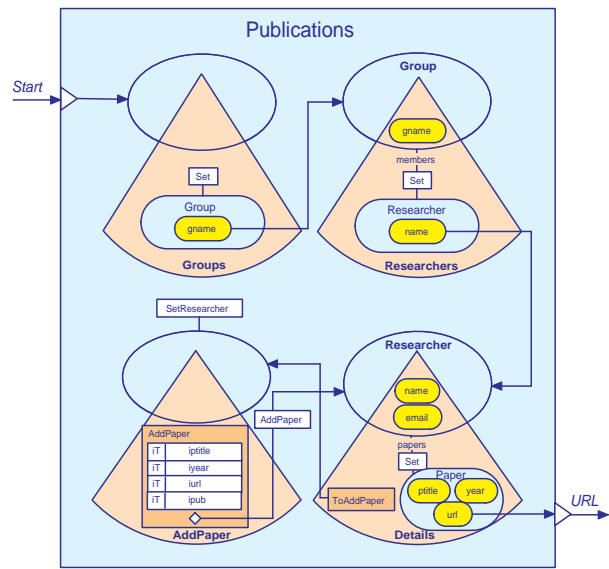 Publications
Start
Group
gname
members
Set
Set
Group
gname
Researcher
name
Groups
Researchers
SetResearcher
Researcher
name
email
AddPaper
papers
Set
AddPaper
iT iptitle
iT iyear
iT iurl
iT ipub
Paper
ptitle year
ToAddPaper
url
URL
AddPaper
Details